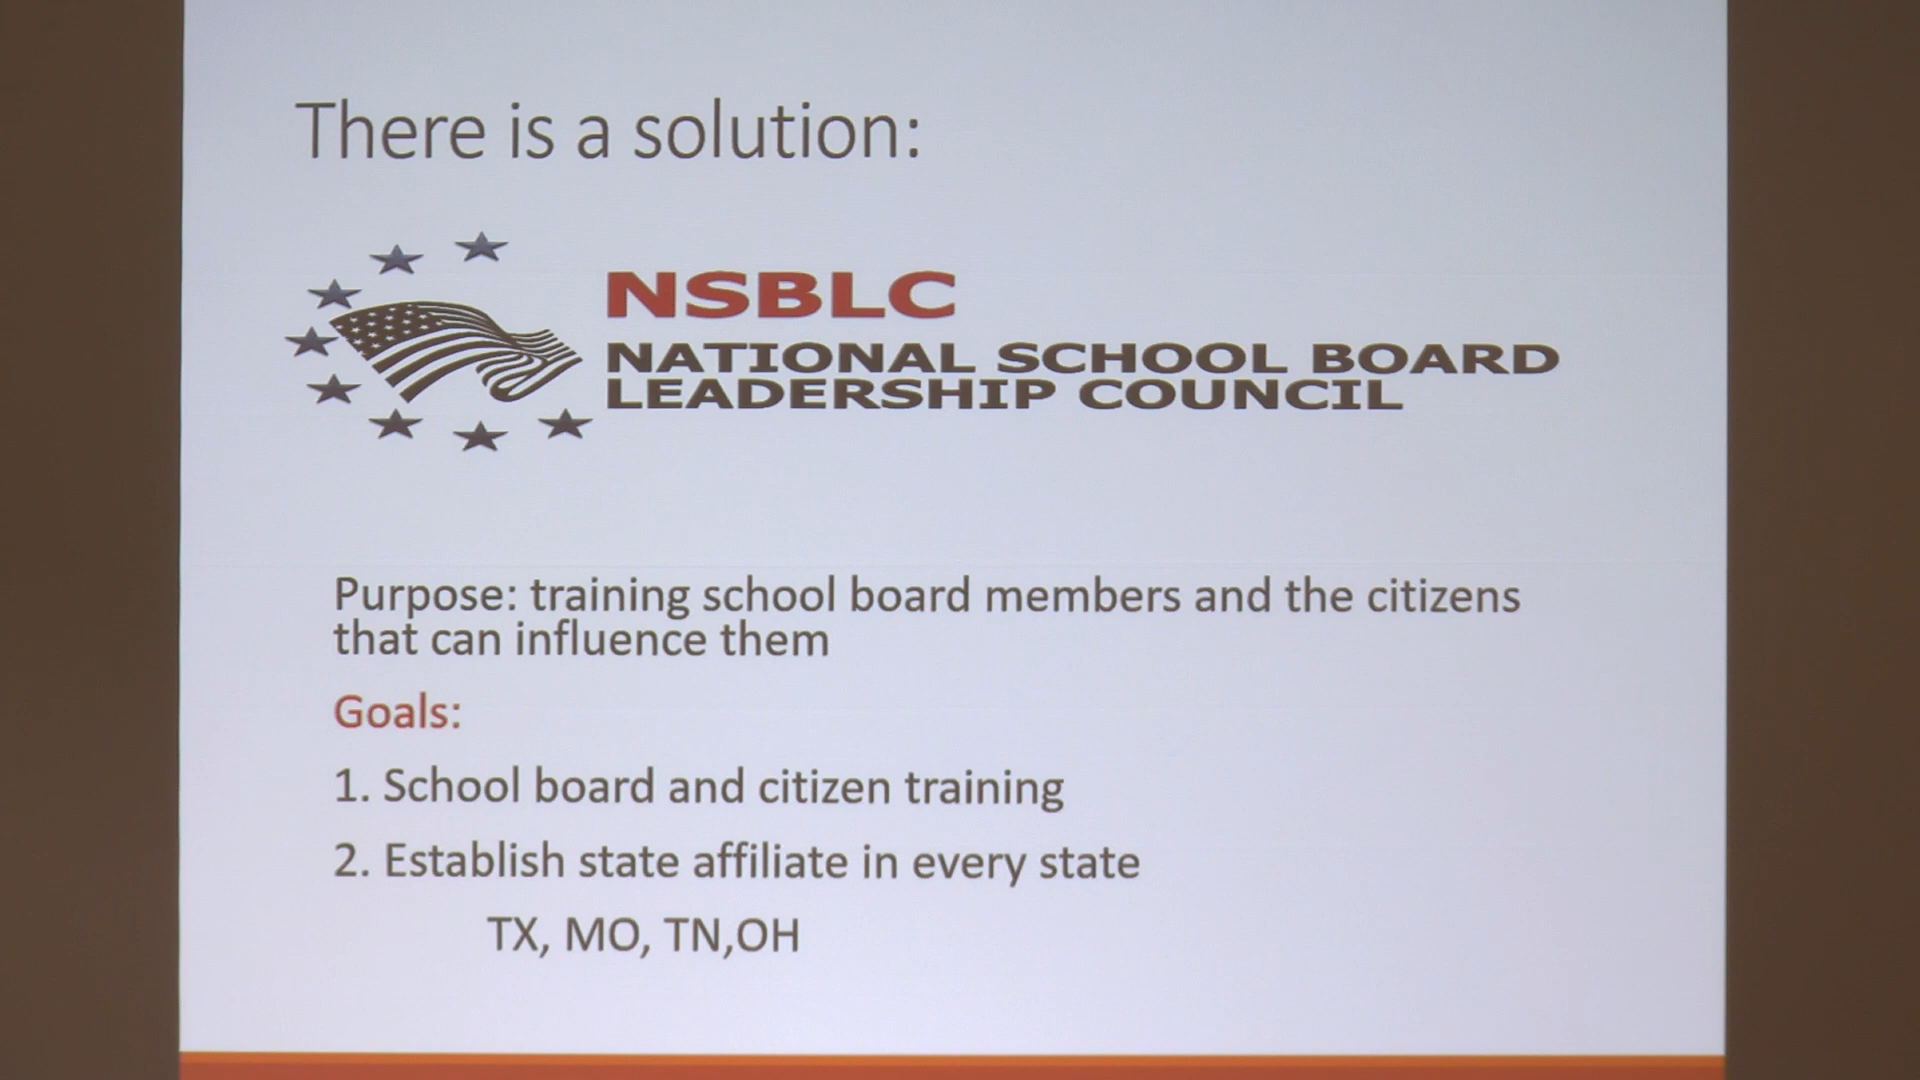 There is a solution:
NSBLC
NATIONAL SCHOOL BOARD
LEADERSHIP COUNCIL
Purpose: training school board members and the citizens
that can influence them
Goals:
1. School board and citizen training
2. Establish state affiliate in every state
TX, MO, TN,OH